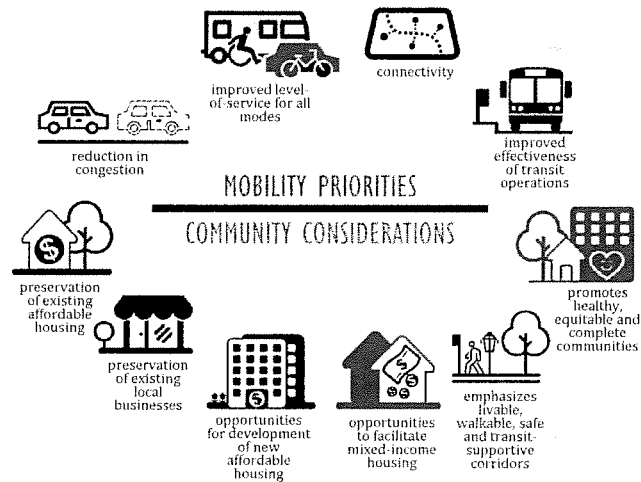 connectivity
improved level-
of-service for all
modes
improved
effectiveness
of transit
operations
reduction in
congestion
MOBILITY PRIORITIES
COMMUNITY CONSIDERATIONS
preservation
of existing
affordable
housing
promotes
healthy,
equitable and
complete
communities
preservation
of existing
local
businesses
opportunities
for development
of new
affordable
housing
opportunities
to facilitate
mixed-income
housing
emphasizes
livable,
walkable, safe
and transit-
supportive
corridors